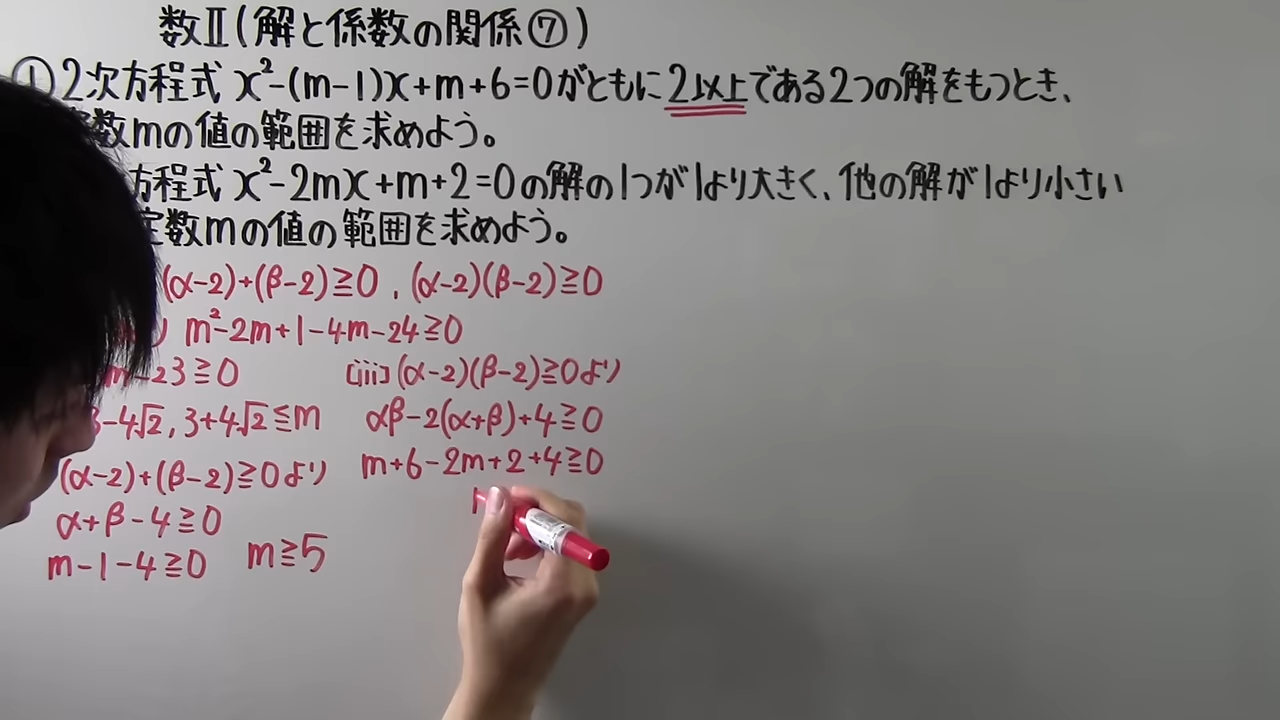 数Ⅱ(解と係数の関係⑦)
①2次方程式 x²-(m-1)x+m+6=0がともに2以上である2つの解をもつとき、
数mの値の範囲を求めよう。
方程式 x²-2mx+m+2=0の解の1つが1より大きく、他の解が1より小さい
定数mの値の範囲を求めよう。
(α-2)+(β-2)≧0 , (α-2)(β-2)≧0
m²-2m+1-4m-24≧0
m-23≧0
[iii](α-2)(β-2)≧0より
3-4√2, 3+4√2≦m
αβ-2(α+β)+4≧0
(α-2)+(β-2)≧0より
m+6-2m+2+4≧0
α+β-4≧0
m-1-4≧0 m≧5